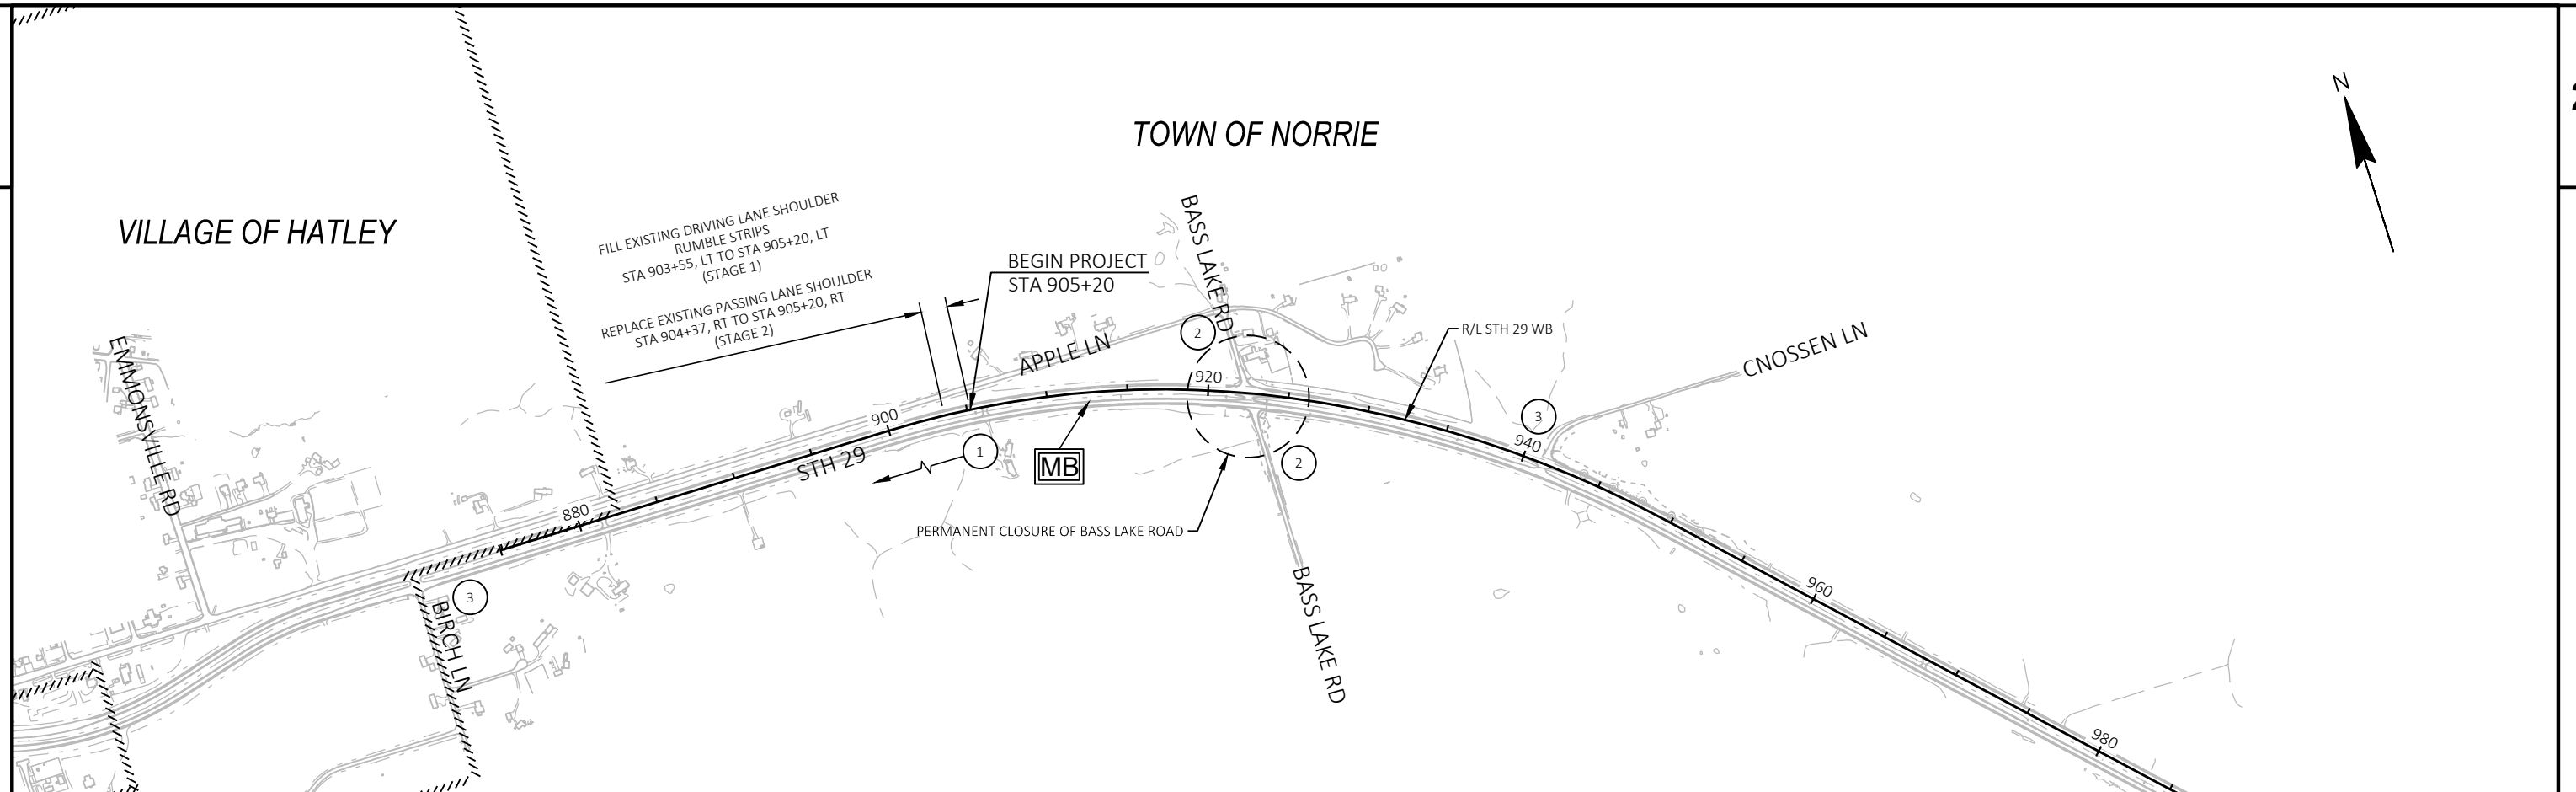 N
TOWN OF NORRIE
VILLAGE OF HATLEY
FILL EXISTING DRIVING LANE SHOULDER
RUMBLE STRIPS
STA 903+55, LT TO STA 905+20, LT
(STAGE 1)
REPLACE EXISTING PASSING LANE SHOULDER
STA 904+37, RT TO STA 905+20, RT
(STAGE 2)
BEGIN PROJECT
STA 905+20
BASS LAKE RD
2
R/L STH 29 WB
APPLE LN
CNOSSEN LN
EMMONSVILLE RD
920
900
3
940
STH 29
1
MB
2
880
PERMANENT CLOSURE OF BASS LAKE ROAD
960
3
BIRCH LN
BASS LAKE RD
980